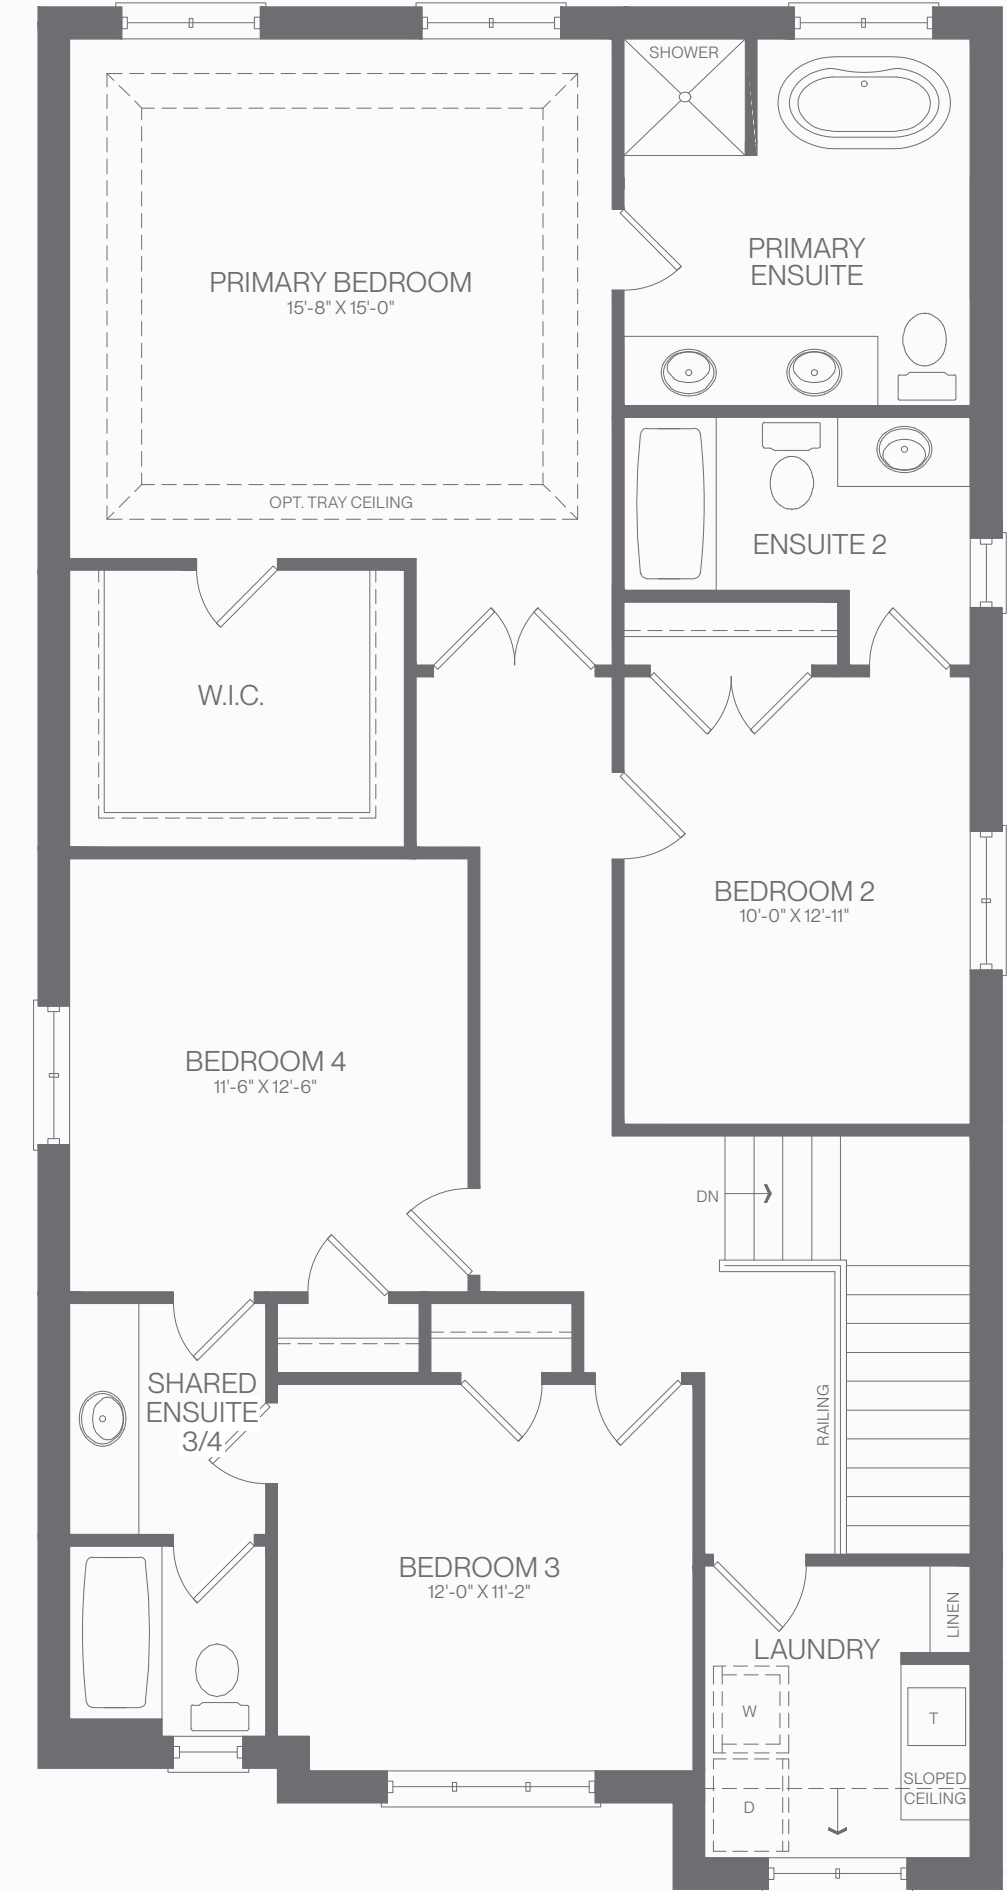 SHOWER
PRIMARY
ENSUITE
PRIMARY BEDROOM
15'-8" X 15'-0"
OPT. TRAY CEILING
ENSUITE 2
W.I.C.
BEDROOM 2
10'-0" X 12'-11"
BEDROOM 4
11'-6" X 12'-6"
DN
SHARED
ENSUITE
3/4
RAILING
BEDROOM 3
12'-0" X 11'-2"
LINEN
LAUNDRY
W
T
D
SLOPED
CEILING